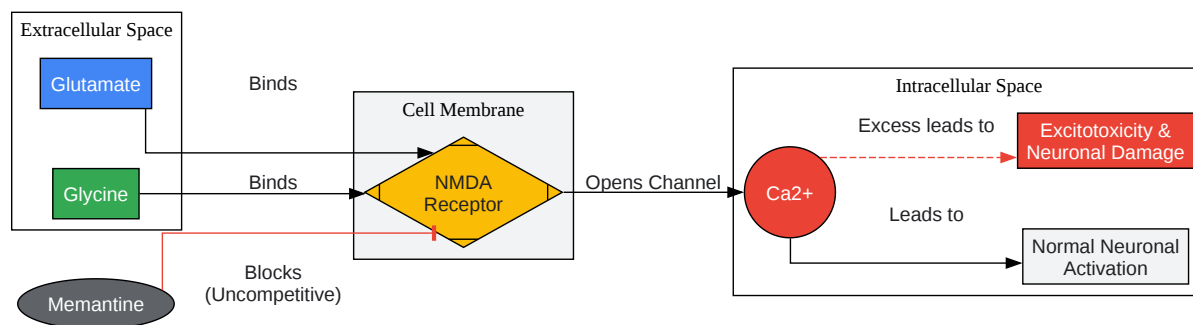 Extracellular Space
Glutamate
Binds
Glycine
Binds
Cell Membrane
NMDA
Receptor
Blocks
(Uncompetitive)
Memantine
Opens Channel
Intracellular Space
Ca2+
Excess leads to
Excitotoxicity &
Neuronal Damage
Leads to
Normal Neuronal
Activation